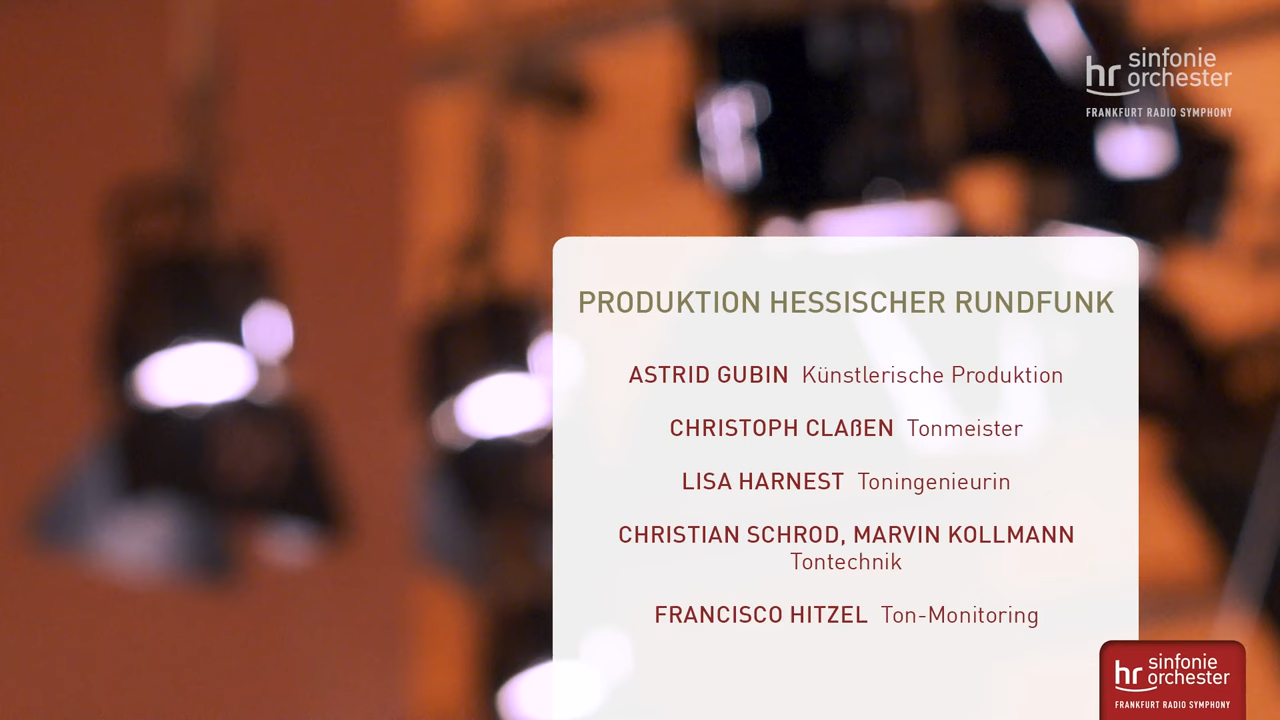 hr sinfonie
orchester
FRANKFURT RADIO SYMPHONY
PRODUKTION HESSISCHER RUNDFUNK
ASTRID GUBIN Künstlerische Produktion
CHRISTOPH CLAßEN Tonmeister
LISA HARNEST Toningenieurin
CHRISTIAN SCHROD, MARVIN KOLLMANN
Tontechnik
FRANCISCO HITZEL Ton-Monitoring
hr sinfonie
orchester
FRANKFURT RADIO SYMPHONY